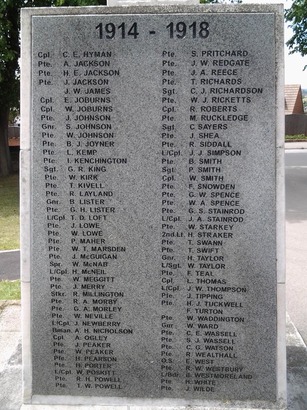 1914 - 1918
Cpl. C. E. HYMAN
Pte. A. JACKSON
Pte. H. E. JACKSON
Pte. J. JACKSON
J. W. JAMES
Cpl. E. JOBURNS
Cpl. W. JOBURNS
Pte. J. JOHNSON
Gnr. S. JOHNSON
Pte. W. JOHNSON
Pte. B. J. JOYNER
Pte. L. KEMP
Pte. I. KENCHINGTON
Sgt. G. R. KING
Pte. W. KIRK
Pte. T. KIVELL
Pte. R. LAYLAND
Gnr. B. LISTER
Pte. G. H. LISTER
L/Cpl. T. D. LOFT
Pte. J. LOWE
Pte. W. LOWE
Pte. P. MAHER
Pte. W. T. MARSDEN
Pte. J. McGUIGAN
Spr. W. McNAB
L/Cpl. H. McNEIL
Pte. W. MEGGITT
Pte. J. MERRY
Stkr. R. MILLINGTON
Pte. R. A. MORBY
Pte. G. A. MORLEY
Pte. W. NEVILLE
L/Cpl. J. NEWBERRY
A. H. NICHOLSON
Cpl. A. OGLEY
Pte. J. PEAKER
Pte. W. PEAKER
Pte. H. PEARSON
Pte. R. PORTER
L/Cpl. W. POSKITT
Pte. R. H. POWELL
Pte. T. W. POWELL
Pte. S. PRITCHARD
Pte. J. W. REDGATE
Pte. J. A. REECE
Pte. T. RICHARDS
Sgt. C. J. RICHARDSON
Pte. W. J. RICKETTS
Cpl. R. ROBERTS
Pte. M. RUCKLEDGE
Sgt. C SAYERS
Pte. J. SHEA
Pte. R. SIDDALL
L/Cpl. J. J. SIMPSON
Pte. B. SMITH
Sgt. P. SMITH
Cpl. W. SMITH
Pte. F. SNOWDEN
Pte. G. W. SPENCE
Pte. W. A. SPENCE
Pte. G. S. STAINROD
L/Cpl. J. A. STAINROD
Pte. W. STARKEY
2nd.Lt. H. STRAKER
Pte. T. SWANN
Pte. T. SWIFT
Gnr. H. TAYLOR
L/Sgt. W. TAYLOR
Pte. E. TEAL
Cpl. L. THOMAS
L/Cpl. J. W. THOMPSON
Pte. J. TIPPING
Pte. H. J. TUCKWELL
F. TURTON
Pte. W. WADDINGTON
Gnr. W. WARD
Pte. C. E. WASSELL
Pte. S. J. WASSELL
Pte. C. G. WATSON
Pte. R. WEALTHALL
O.S. E. WEST
Pte. R. W. WESTBURY
B. WESTMORELAND
Pte. H. WHITE
Pte. J. WILDE